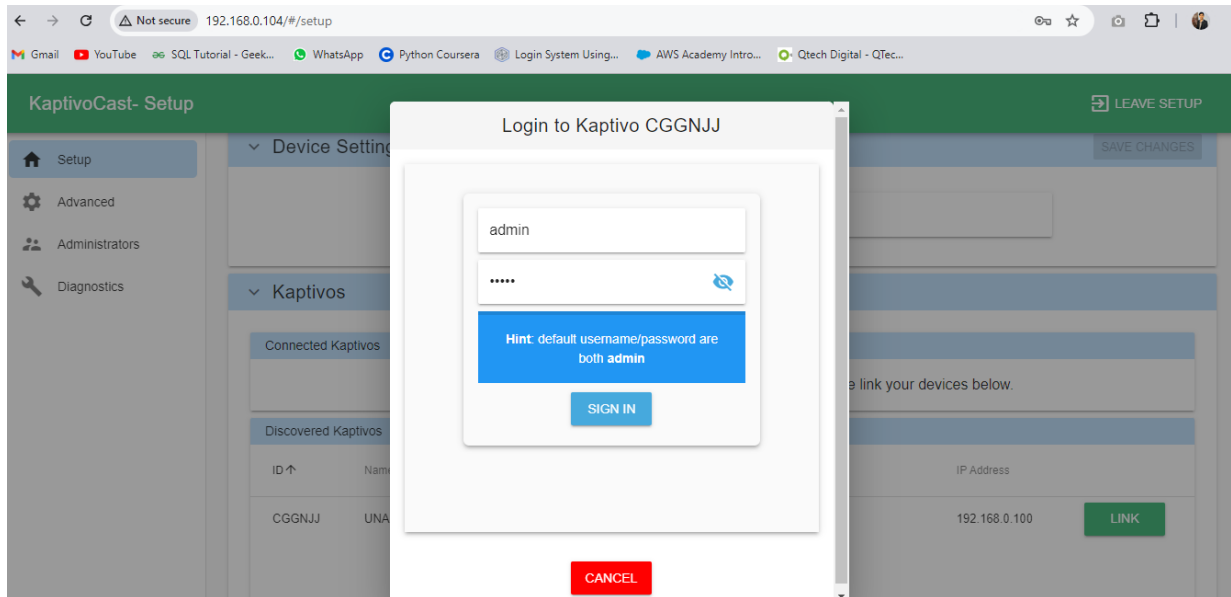 Not secure 192.168.0.104/#/setup
Gmail YouTube SQL Tutorial - Geek... WhatsApp Python Coursera Login System Using... AWS Academy Intro... Qtech Digital - QTec...
KaptivoCast- Setup
LEAVE SETUP
Setup
Advanced
Administrators
Diagnostics
Device Setting
SAVE CHANGES
Kaptivos
Connected Kaptivos
link your devices below.
Discovered Kaptivos
ID Name IP Address
CGGNJJ UNA 192.168.0.100 LINK
Login to Kaptivo CGGNJJ
admin
•••••
Hint: default username/password are
both admin
SIGN IN
CANCEL